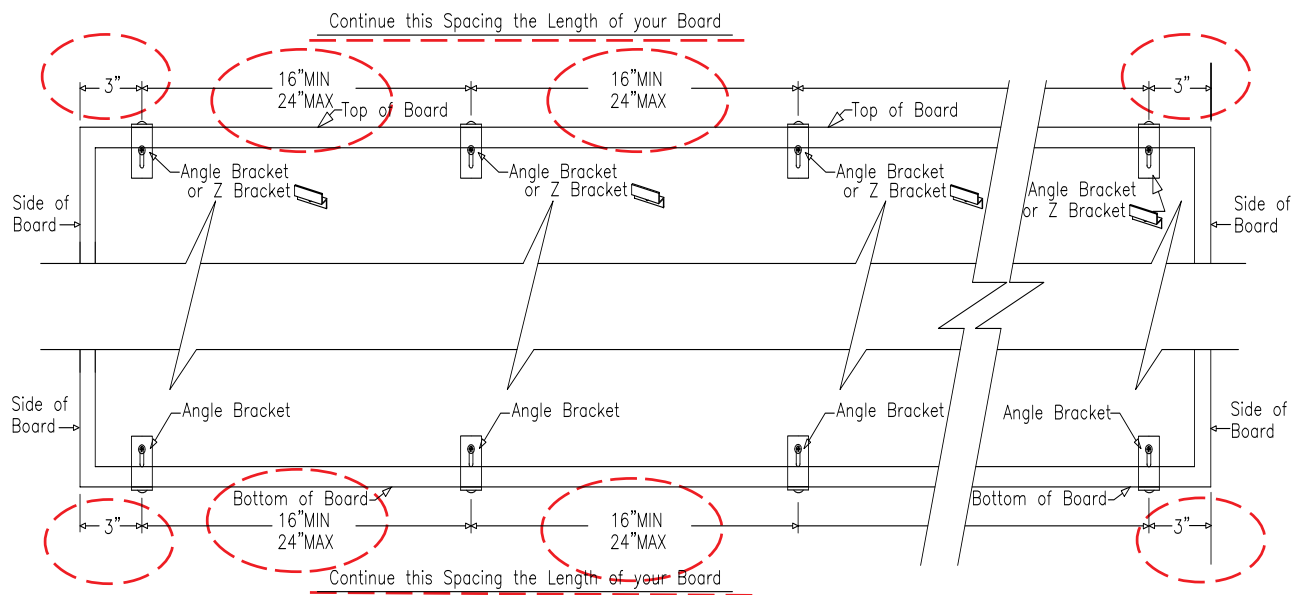 Continue this Spacing the Length of your Board
3"
16"MIN
24"MAX
16"MIN
24"MAX
3"
Top of Board
Top of Board
Angle Bracket
or Z Bracket
Angle Bracket
or Z Bracket
Angle Bracket
or Z Bracket
Angle Bracket
or Z Bracket
Side of
Board
Side of
Board
Side of
Board
Angle Bracket
Angle Bracket
Angle Bracket
Angle Bracket
Side of
Board
Bottom of Board
Bottom of Board
3"
16"MIN
24"MAX
16"MIN
24"MAX
3"
Continue this Spacing the Length of your Board